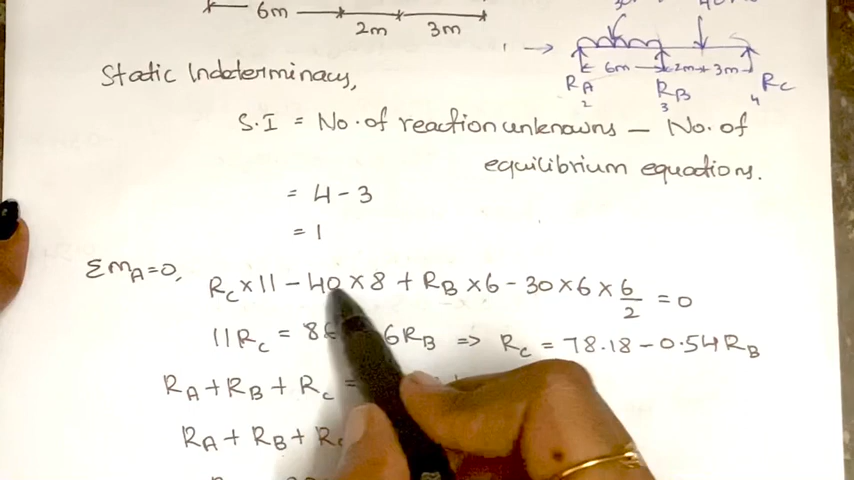 6m
2m 3m
6m 2m 3m
RA RB RC
2 3 4
Static Indeterminacy,
S.I = No. of reaction unknowns – No. of
equilibrium equations.
= 4 – 3
= 1
ΣmA=0, Rc×11 – 40×8 + RB×6 – 30×6×6/2 = 0
11Rc = 6RB => Rc = 78.18 – 0.54RB
RA + RB + Rc =
RA + RB +